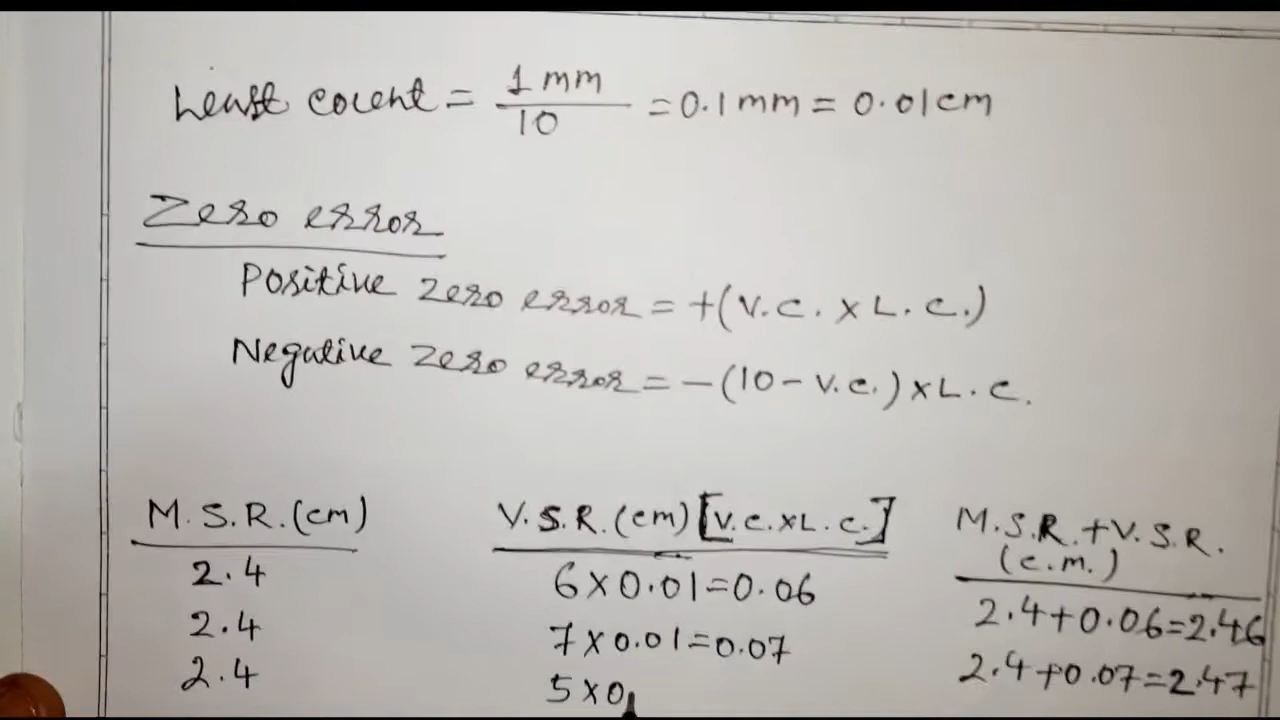 Least count = 1 mm / 10 = 0.1 mm = 0.01 cm
Zero error
Positive zero error = +(V.C. x L.C.)
Negative zero error = -(10 - V.C.) x L.C.
M.S.R. (cm) V.S.R. (cm) [V.C. x L.C.] M.S.R. + V.S.R. (c.m.)
2.4 6 x 0.01 = 0.06 2.4 + 0.06 = 2.46
2.4 7 x 0.01 = 0.07 2.4 + 0.07 = 2.47
2.4 5 x 0